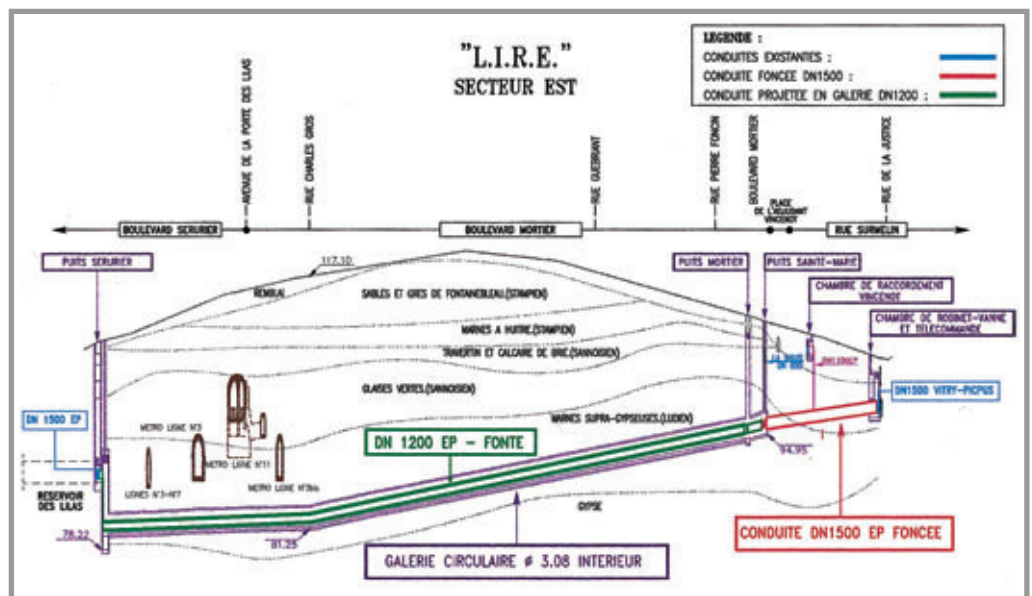 "L.I.R.E."
SECTEUR EST
LEGENDE :
CONDUITES EXISTANTES :
CONDUITE FONCEE DN1500 :
CONDUITE PROJETEE EN GALERIE DN1200 :
AVENUE DE LA PORTE DES LILAS
RUE CHARLES GROS
RUE GUEBRIANT
RUE PIERRE FONCIN
BOULEVARD MORTIER
PLACE
DE L'ADJUDANT
VINCENOT
RUE DE LA JUSTICE
BOULEVARD SERURIER
BOULEVARD MORTIER
RUE SURMELIN
PUITS SERURIER
PUITS MORTIER
PUITS SAINTE-MARIE
117.10
REMBLAI
SABLES ET GRES DE FONTAINEBLEAU.(STAMPIEN)
CHAMBRE DE RACCORDEMENT
VINCENOT
CHAMBRE DE ROBINET-VANNE
ET TELECOMMANDE
MARNES A HUITRE.(STAMPIEN)
TRAVERTIN ET CALCAIRE DE BRIE.(SANNOISIEN)
GLAISES VERTES.(SANNOISIEN)
DN1500 VITRY-PICPUS
MARNES SUPRA-GYPSEUSES.(LUDIEN)
DN 1500 EP
METRO LIGNE N°3
DN 1200 EP - FONTE
METRO LIGNE N°11
94.95
LIGNES N°3-N°7
METRO LIGNE N°3bis
RESERVOIR
DES LILAS
GYPSE
CONDUITE DN1500 EP FONCEE
78.22
81.25
GALERIE CIRCULAIRE ø 3.08 INTERIEUR